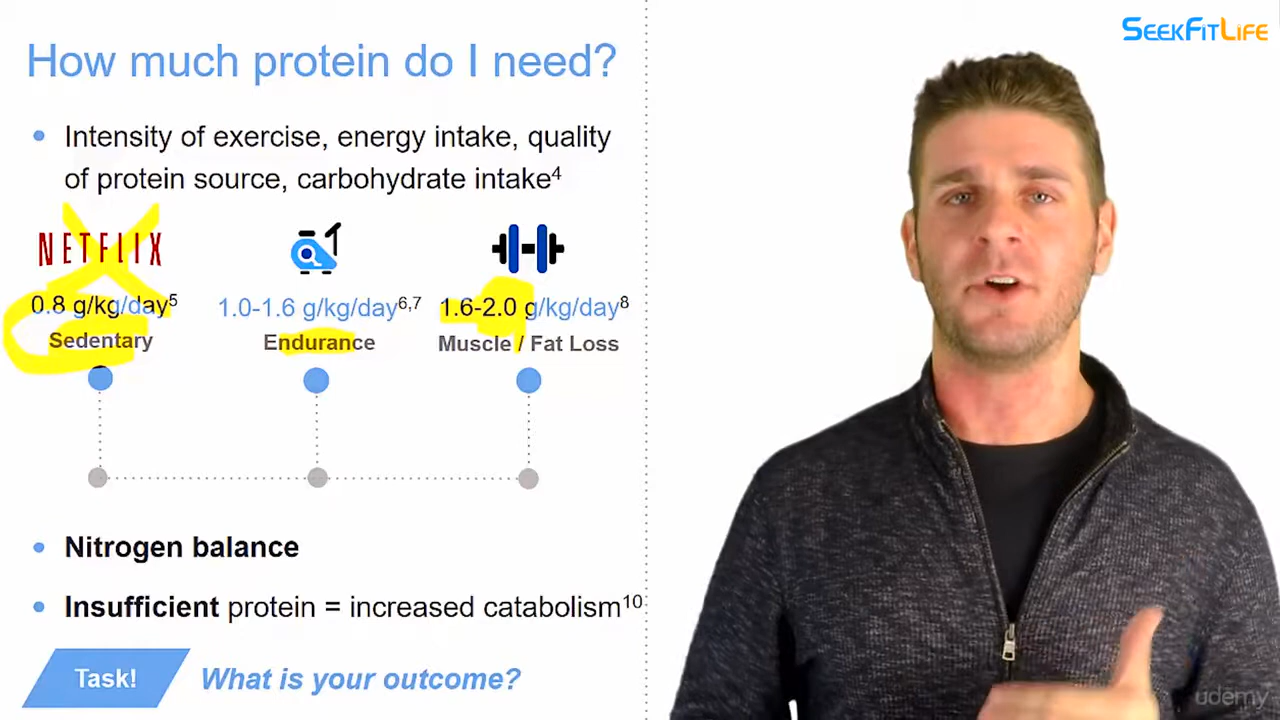 SEEKFITLIFE
How much protein do I need?
Intensity of exercise, energy intake, quality
of protein source, carbohydrate intake4
NETFLIX
0.8 g/kg/day5
Sedentary
1.0-1.6 g/kg/day6,7
Endurance
1.6-2.0 g/kg/day8
Muscle / Fat Loss
Nitrogen balance
Insufficient protein = increased catabolism10
Task!
What is your outcome?
udemy